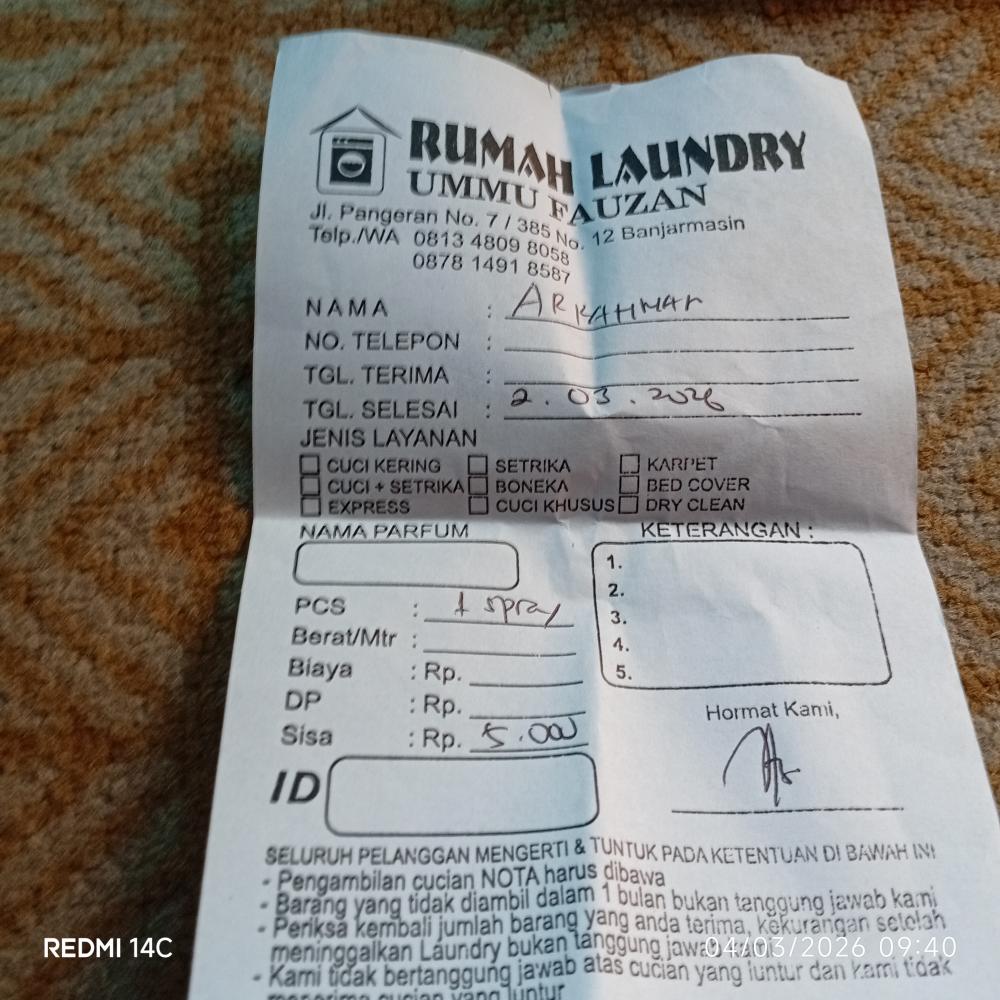 RUMAH LAUNDRY
UMMU FAUZAN
Jl. Pangeran No. 7 / 385 No. 12 Banjarmasin
Telp./WA 0813 4809 8058
0878 1491 8587
NAMA : ARRAHMAN
NO. TELEPON :
TGL. TERIMA :
TGL. SELESAI : 2.03.2026
JENIS LAYANAN
CUCI KERING SETRIKA KARPET
CUCI + SETRIKA BONEKA BED COVER
EXPRESS CUCI KHUSUS DRY CLEAN
NAMA PARFUM KETERANGAN :
1.
2.
3.
4.
5.
PCS : 1 spray
Berat/Mtr :
Biaya : Rp.
DP : Rp.
Sisa : Rp. 5.000
Hormat Kami,
ID
SELURUH PELANGGAN MENGERTI & TUNTUK PADA KETENTUAN DI BAWAH INI
- Pengambilan cucian NOTA harus dibawa
- Barang yang tidak diambil dalam 1 bulan bukan tanggung jawab kami
- Periksa kembali jumlah barang yang anda terima, kekurangan setelah
meninggalkan Laundry bukan tanggung
- Kami tidak bertanggung jawab atas cucian yang luntur dan kami tidak
menerima cucian yang luntur
REDMI 14C
04/03/2026 09:40